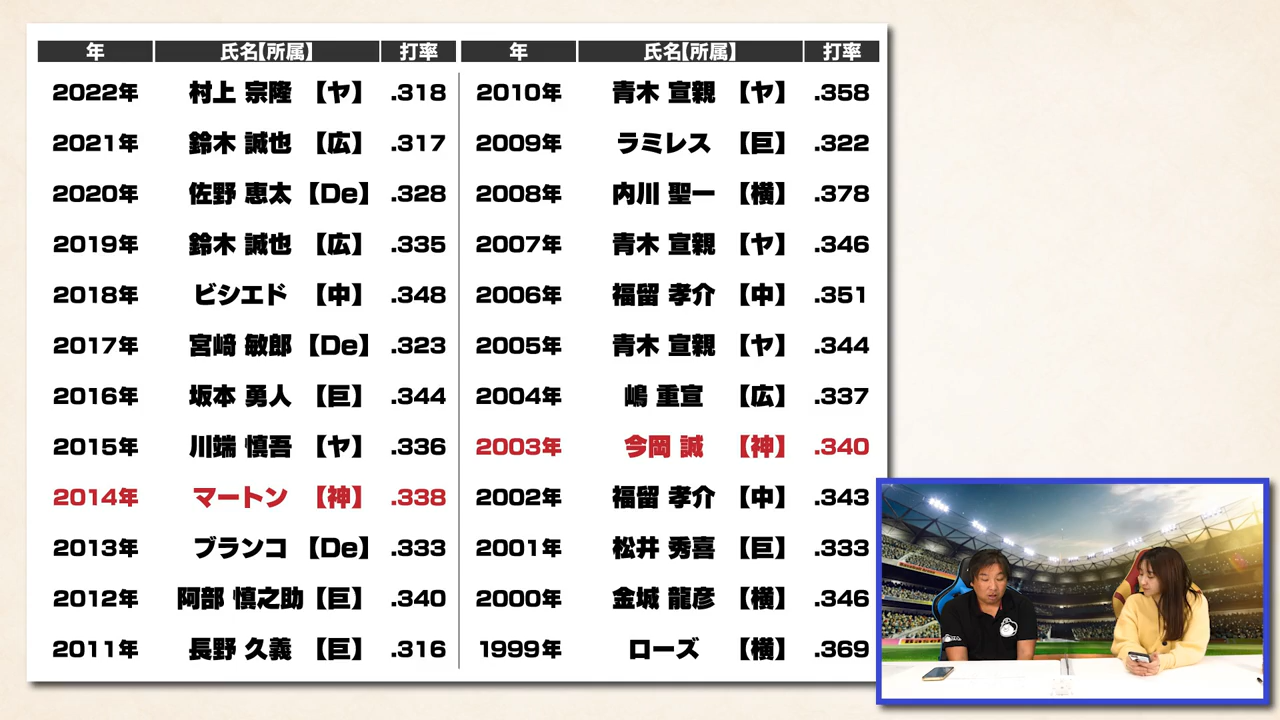 年 氏名【所属】 打率
2022年 村上 宗隆 【ヤ】 .318
2021年 鈴木 誠也 【広】 .317
2020年 佐野 恵太 【De】 .328
2019年 鈴木 誠也 【広】 .335
2018年 ビシエド 【中】 .348
2017年 宮﨑 敏郎 【De】 .323
2016年 坂本 勇人 【巨】 .344
2015年 川端 慎吾 【ヤ】 .336
2014年 マートン 【神】 .338
2013年 ブランコ 【De】 .333
2012年 阿部 慎之助 【巨】 .340
2011年 長野 久義 【巨】 .316
年 氏名【所属】 打率
2010年 青木 宣親 【ヤ】 .358
2009年 ラミレス 【巨】 .322
2008年 内川 聖一 【横】 .378
2007年 青木 宣親 【ヤ】 .346
2006年 福留 孝介 【中】 .351
2005年 青木 宣親 【ヤ】 .344
2004年 嶋 重宣 【広】 .337
2003年 今岡 誠 【神】 .340
2002年 福留 孝介 【中】 .343
2001年 松井 秀喜 【巨】 .333
2000年 金城 龍彦 【横】 .346
1999年 ローズ 【横】 .369